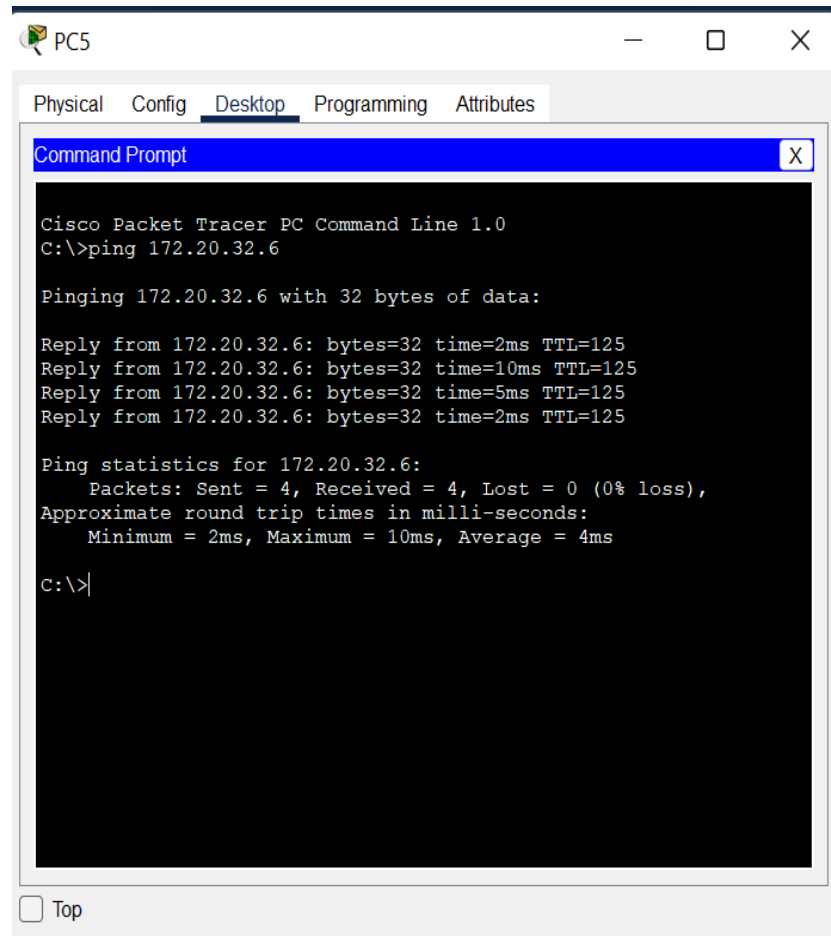 PC5
Physical Config Desktop Programming Attributes
Command Prompt X
Cisco Packet Tracer PC Command Line 1.0
C:\>ping 172.20.32.6
Pinging 172.20.32.6 with 32 bytes of data:
Reply from 172.20.32.6: bytes=32 time=2ms TTL=125
Reply from 172.20.32.6: bytes=32 time=10ms TTL=125
Reply from 172.20.32.6: bytes=32 time=5ms TTL=125
Reply from 172.20.32.6: bytes=32 time=2ms TTL=125
Ping statistics for 172.20.32.6:
    Packets: Sent = 4, Received = 4, Lost = 0 (0% loss),
Approximate round trip times in milli-seconds:
    Minimum = 2ms, Maximum = 10ms, Average = 4ms
C:\>
Top